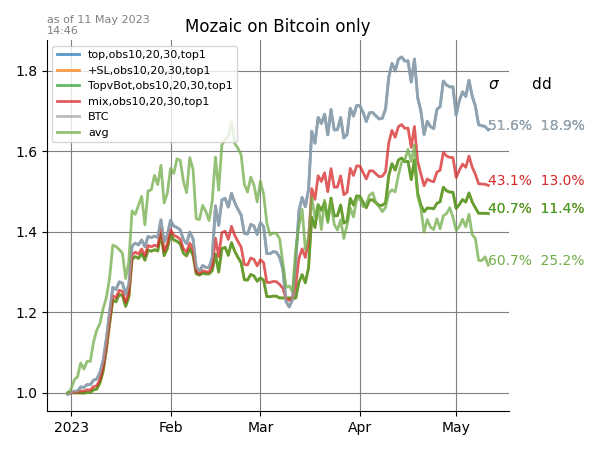 as of 11 May 2023
14:46
Mozaic on Bitcoin only
top,obs10,20,30,top1
+SL,obs10,20,30,top1
TopvBot,obs10,20,30,top1
mix,obs10,20,30,top1
BTC
avg
σ dd
51.6% 18.9%
43.1% 13.0%
40.7% 11.4%
60.7% 25.2%
1.8
1.6
1.4
1.2
1.0
2023 Feb Mar Apr May